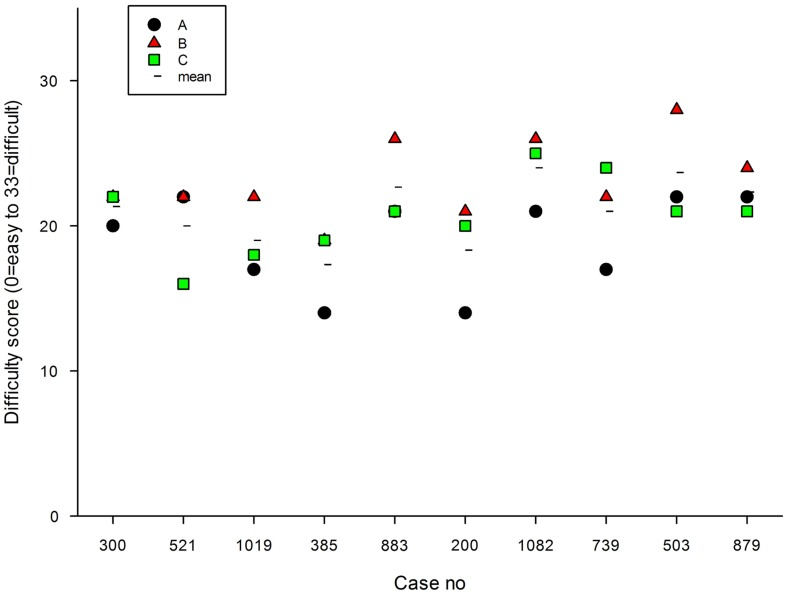 A
B
C
mean
30
20
10
0
Difficulty score (0=easy to 33=difficult)
300 521 1019 385 883 200 1082 739 503 879
Case no